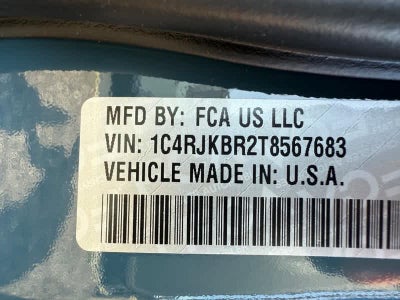 MFD BY: FCA US LLC
VIN: 1C4RJKBR2T8567683
VEHICLE MADE IN: U.S.A.